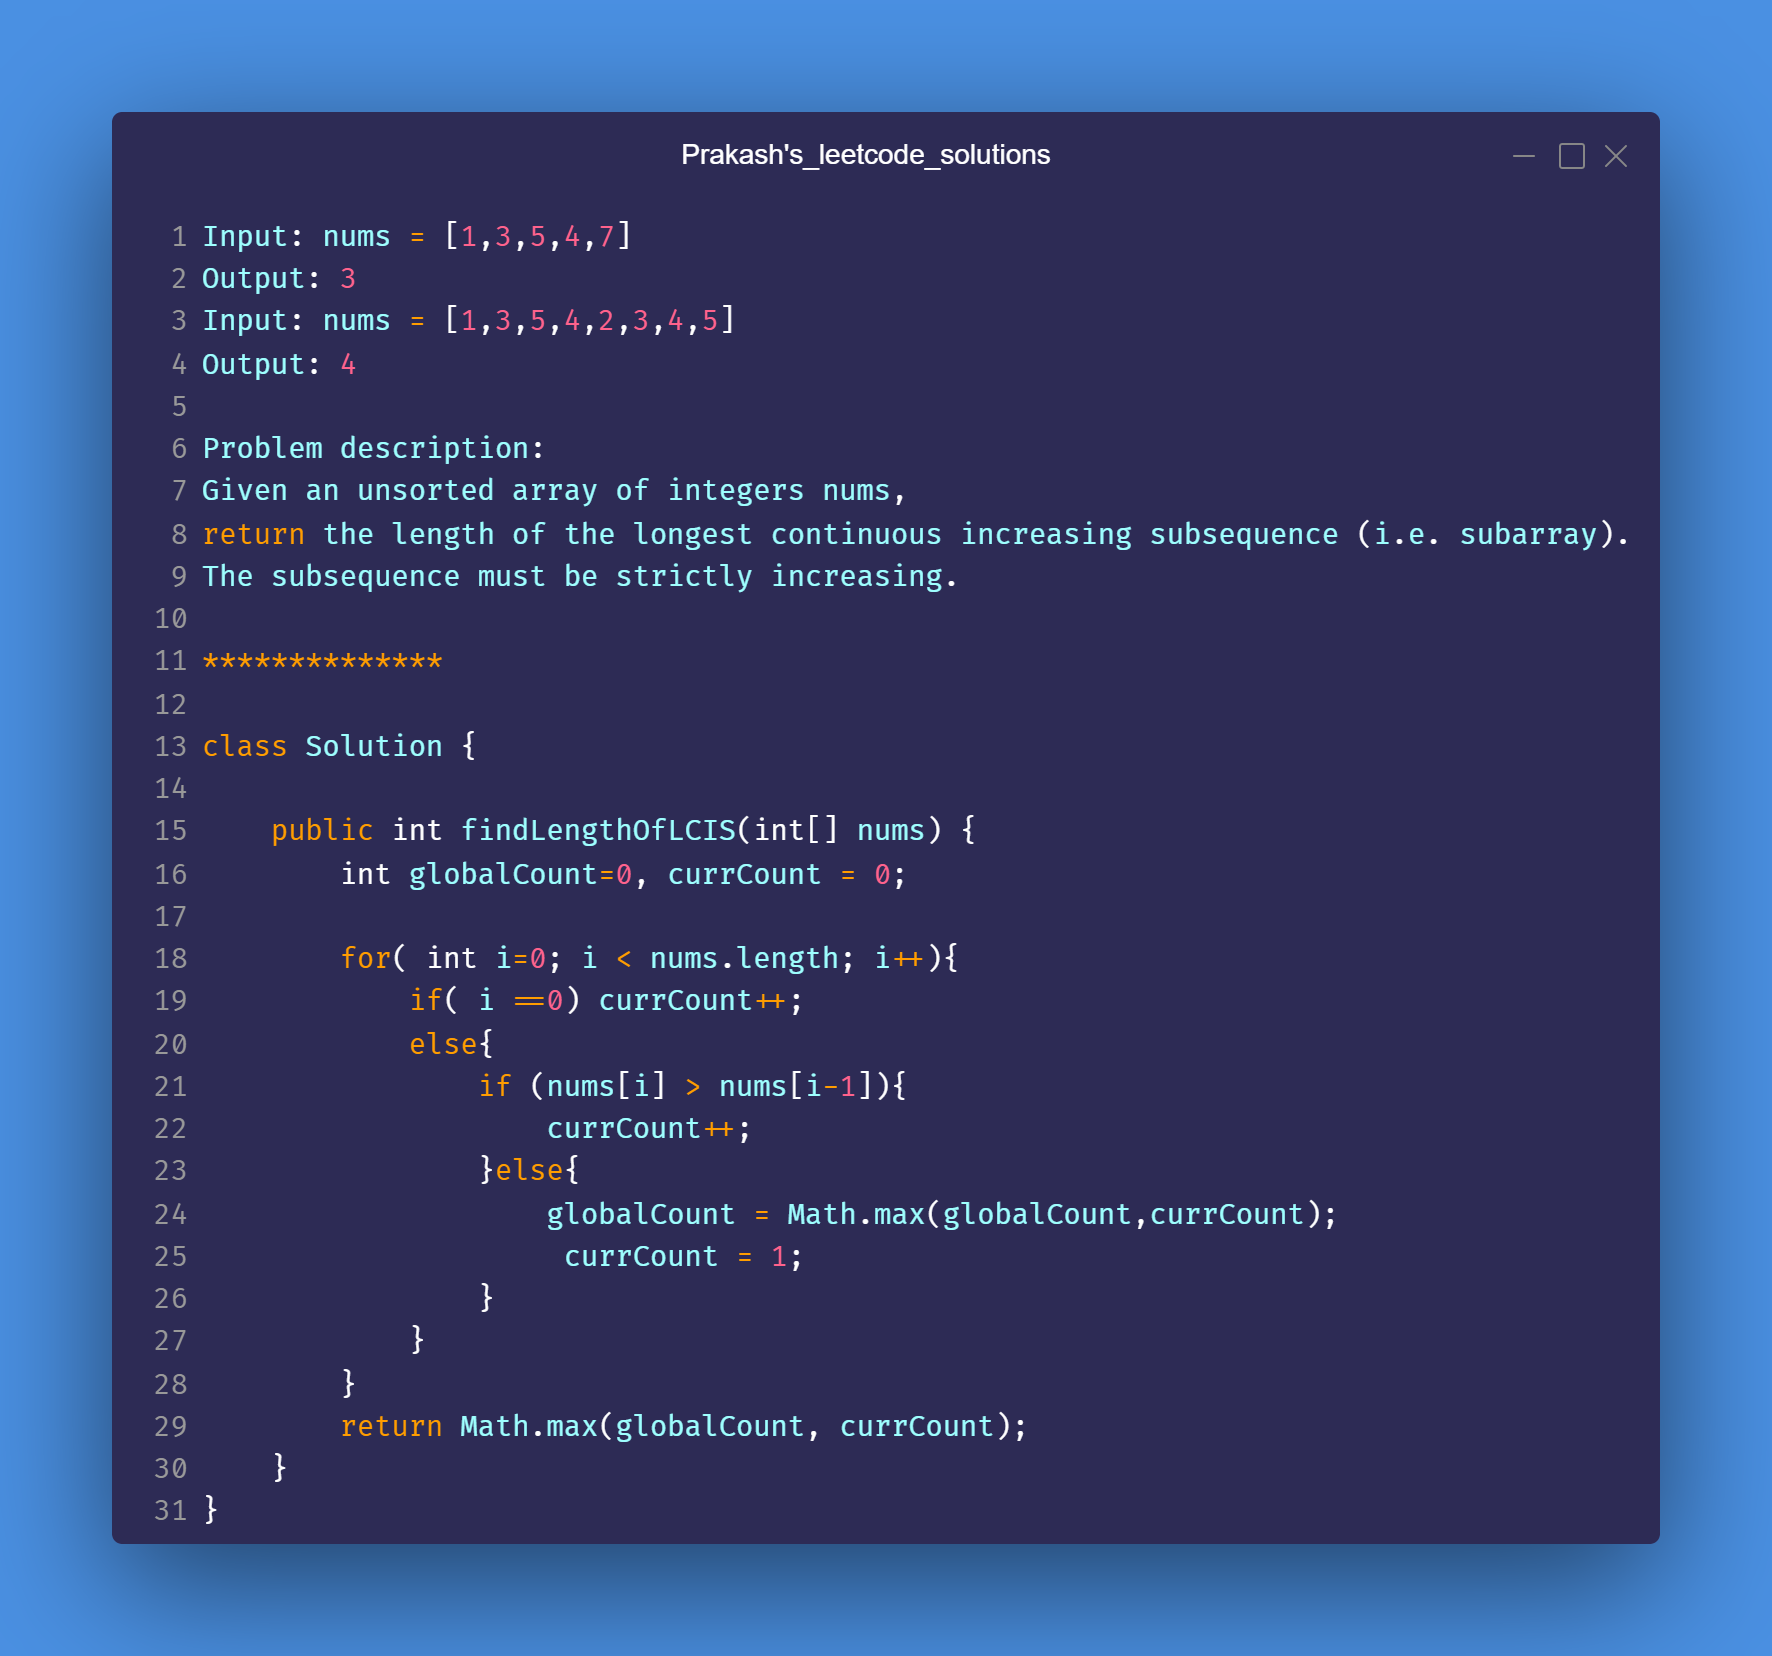 Prakash's_leetcode_solutions
1 Input: nums = [1,3,5,4,7]
2 Output: 3
3 Input: nums = [1,3,5,4,2,3,4,5]
4 Output: 4
5
6 Problem description:
7 Given an unsorted array of integers nums,
8 return the length of the longest continuous increasing subsequence (i.e. subarray).
9 The subsequence must be strictly increasing.
10
11 **************
12
13 class Solution {
14
15     public int findLengthOfLCIS(int[] nums) {
16         int globalCount=0, currCount = 0;
17
18         for( int i=0; i < nums.length; i++){
19             if( i ==0) currCount++;
20             else{
21                 if (nums[i] > nums[i-1]){
22                     currCount++;
23                 }else{
24                     globalCount = Math.max(globalCount,currCount);
25                      currCount = 1;
26                 }
27             }
28         }
29         return Math.max(globalCount, currCount);
30     }
31 }